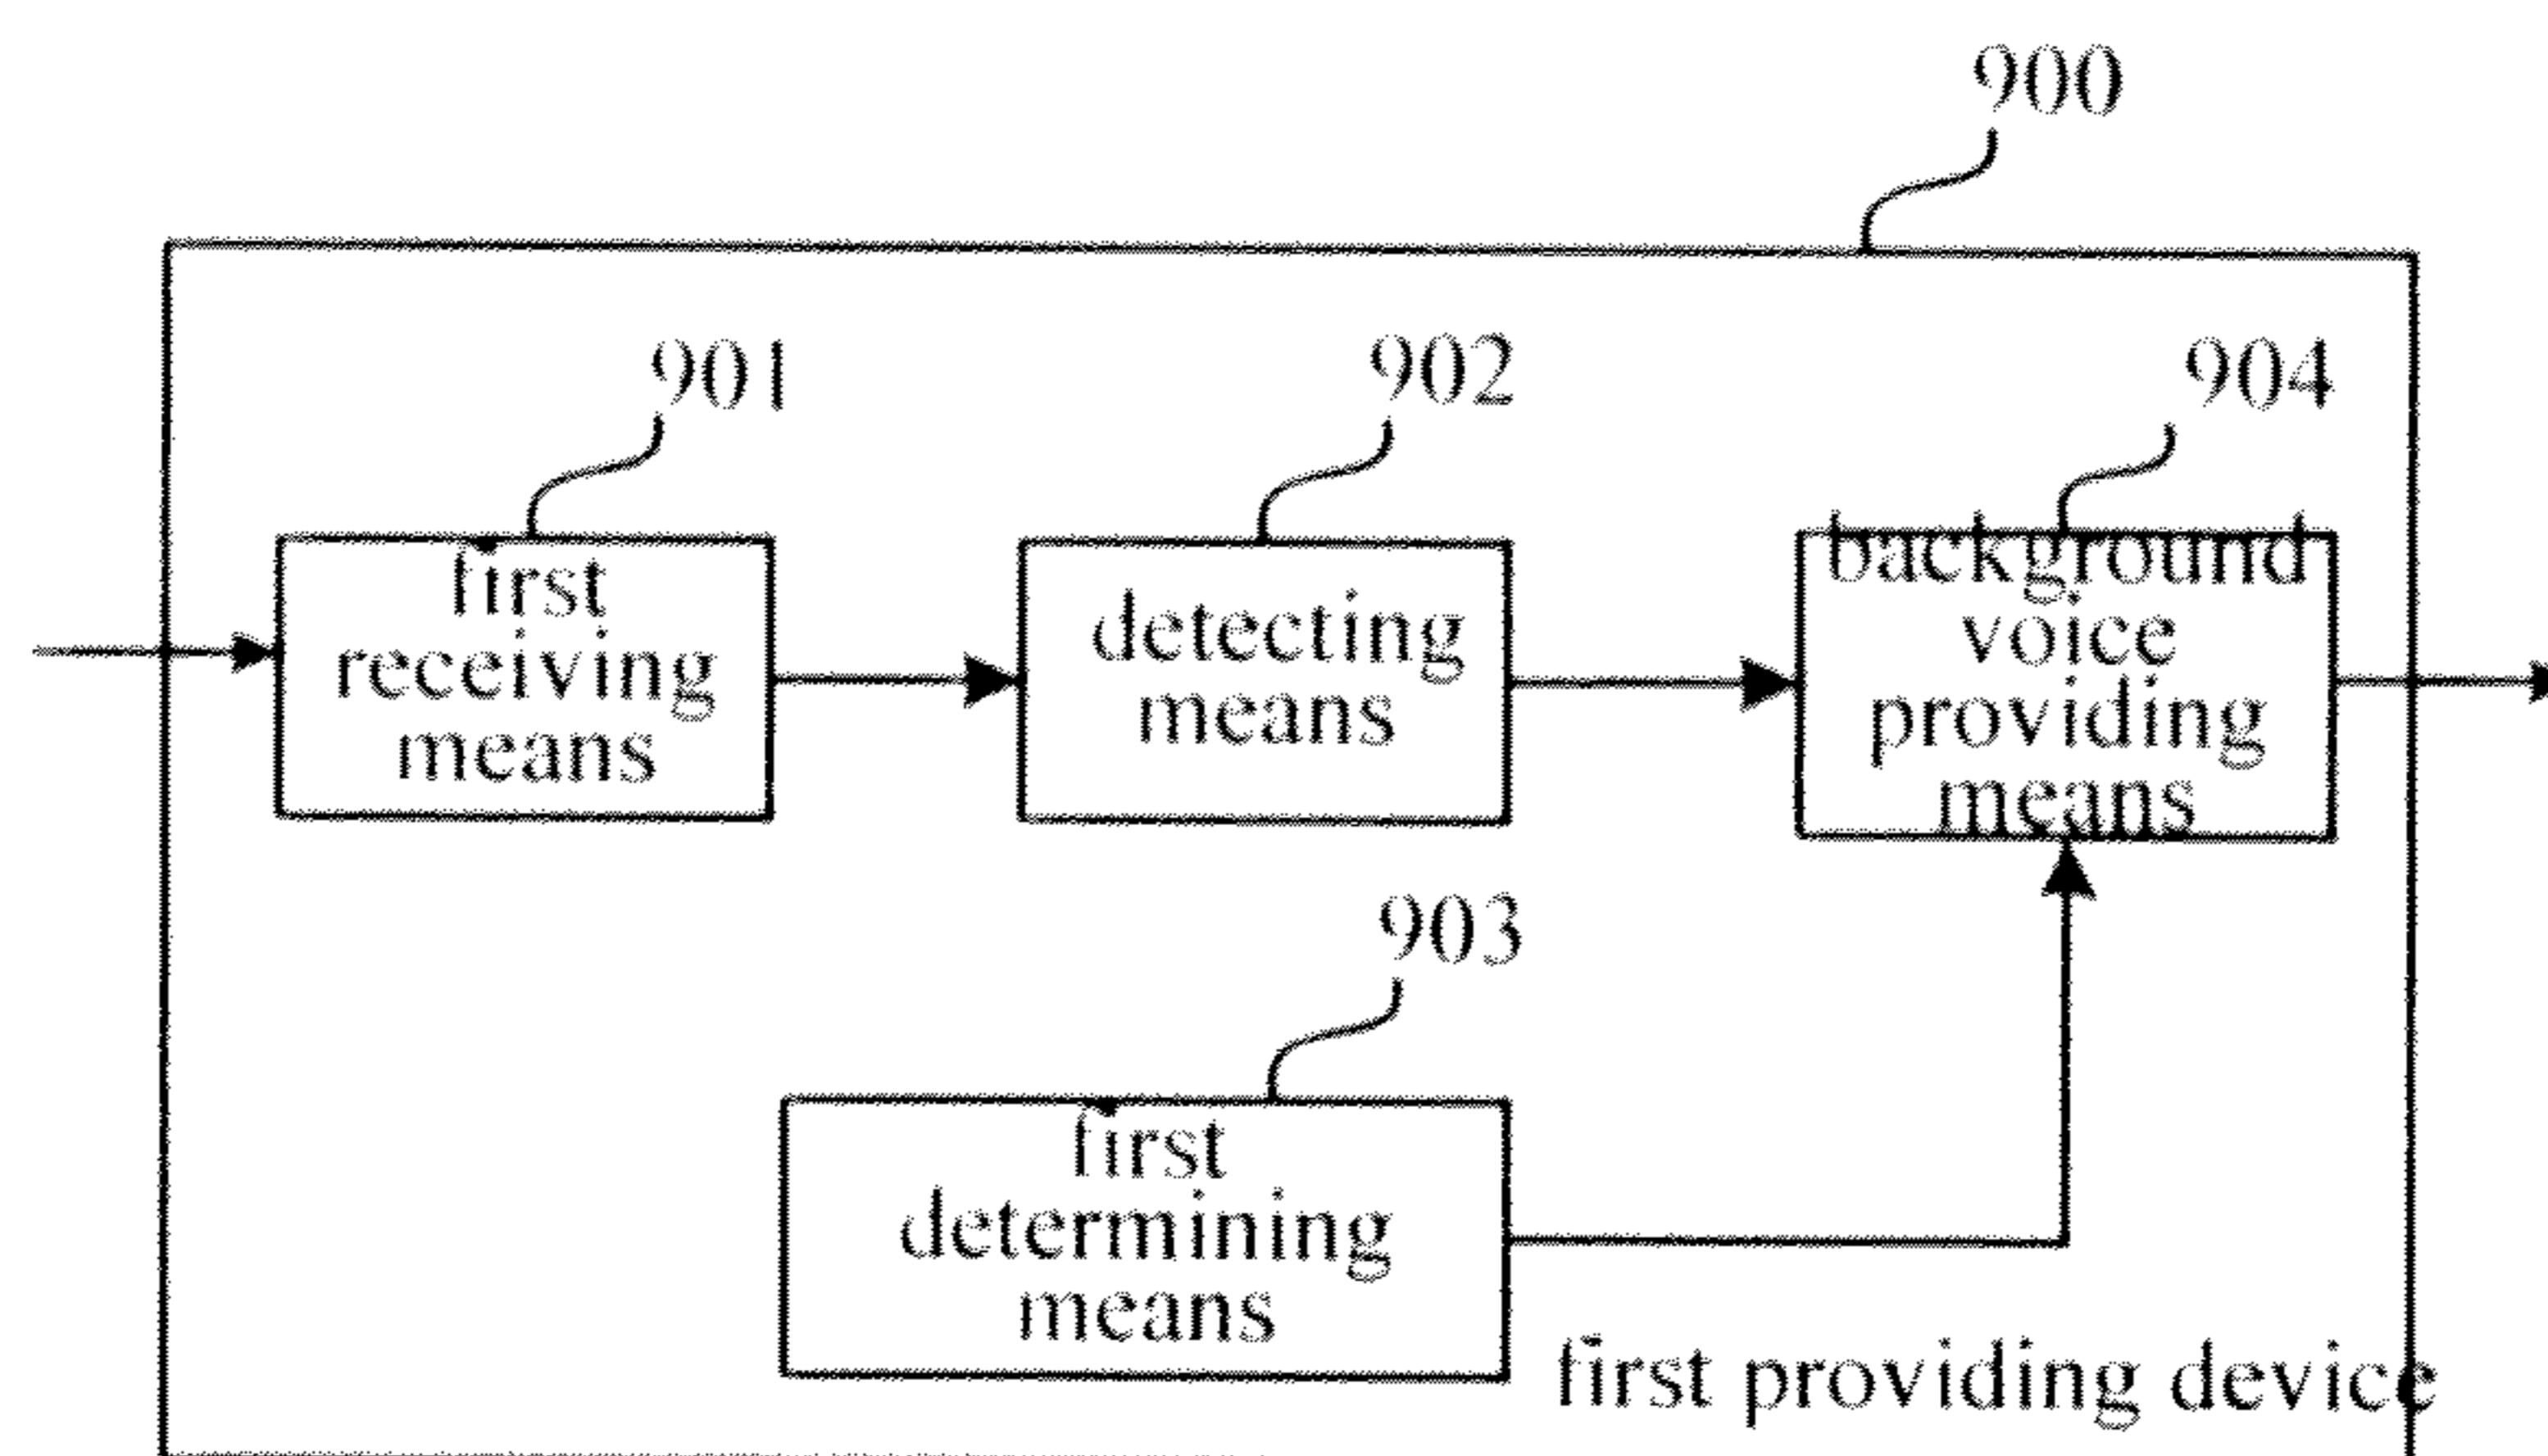 900
901
902
904
first
receiving
means
detecting
means
background
voice
providing
means
903
first
determining
means
first providing device